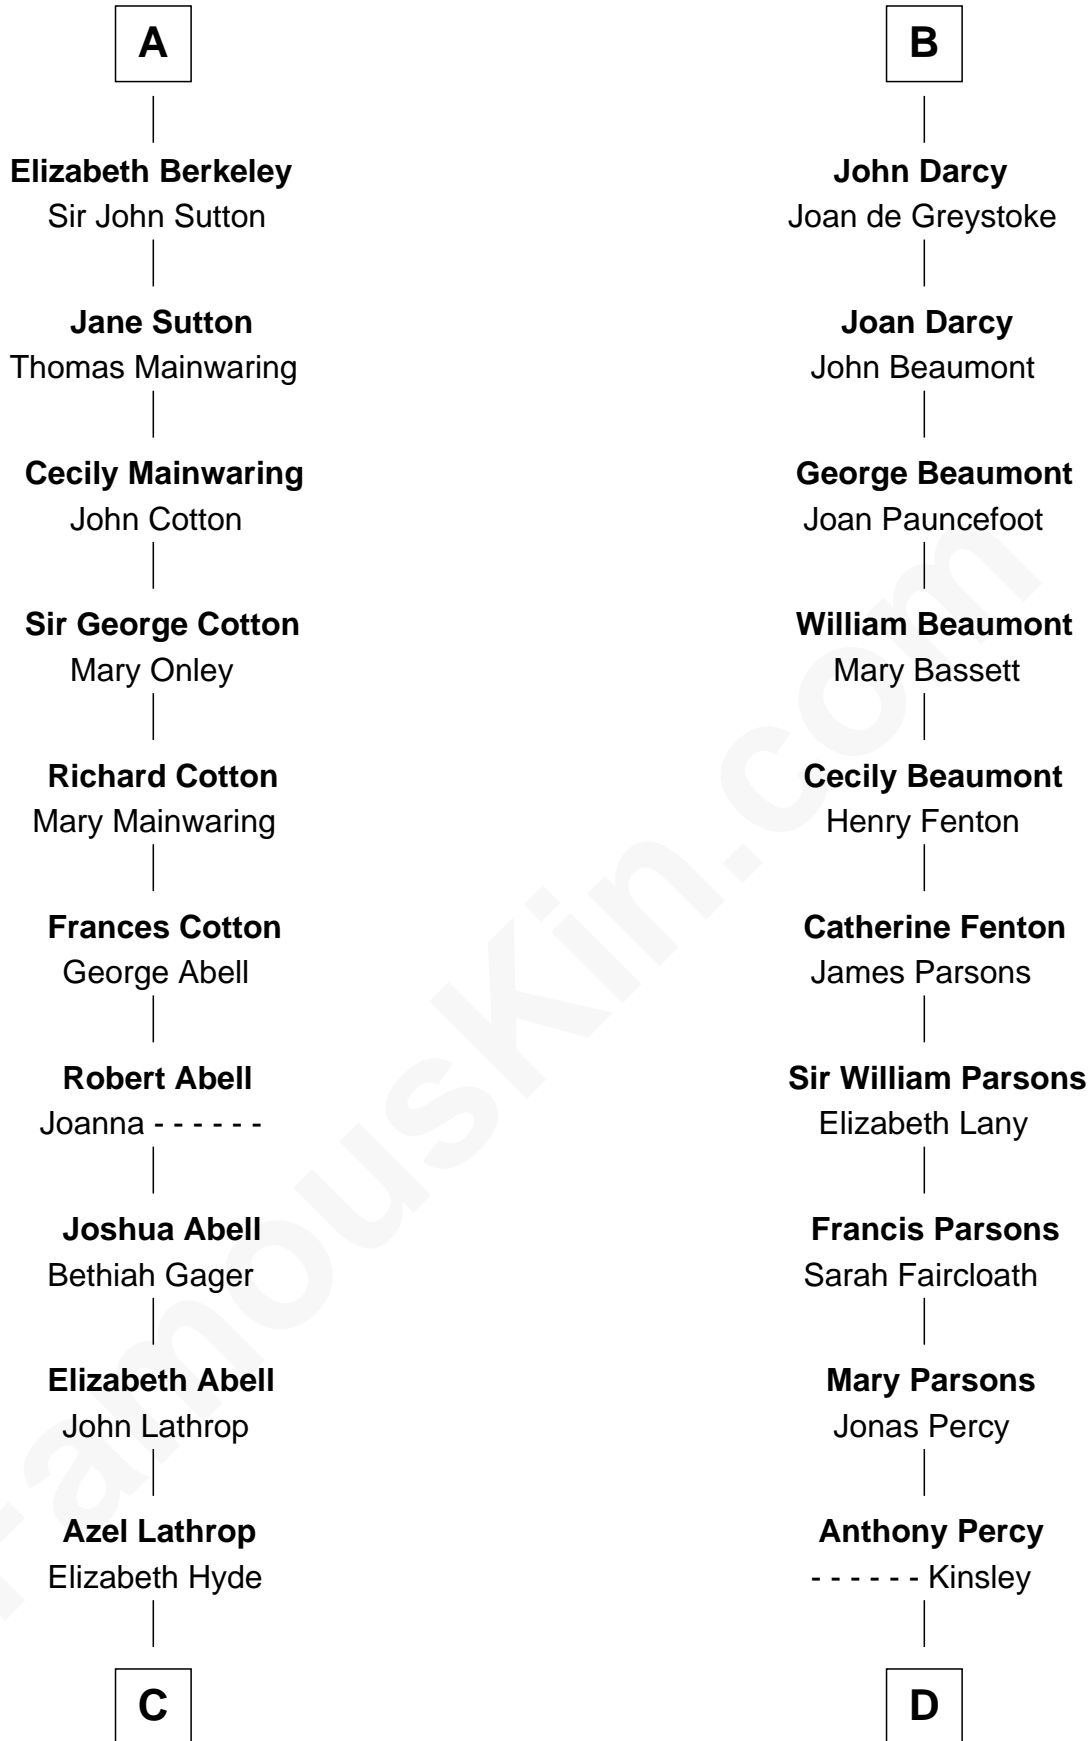 A
Elizabeth Berkeley
Sir John Sutton
Jane Sutton
Thomas Mainwaring
Cecily Mainwaring
John Cotton
Sir George Cotton
Mary Onley
Richard Cotton
Mary Mainwaring
Frances Cotton
George Abell
Robert Abell
Joanna - - - - - -
Joshua Abell
Bethiah Gager
Elizabeth Abell
John Lathrop
Azel Lathrop
Elizabeth Hyde
C
B
John Darcy
Joan de Greystoke
Joan Darcy
John Beaumont
George Beaumont
Joan Pauncefoot
William Beaumont
Mary Bassett
Cecily Beaumont
Henry Fenton
Catherine Fenton
James Parsons
Sir William Parsons
Elizabeth Lany
Francis Parsons
Sarah Faircloath
Mary Parsons
Jonas Percy
Anthony Percy
- - - - - - Kinsley
D
FamousKin.com